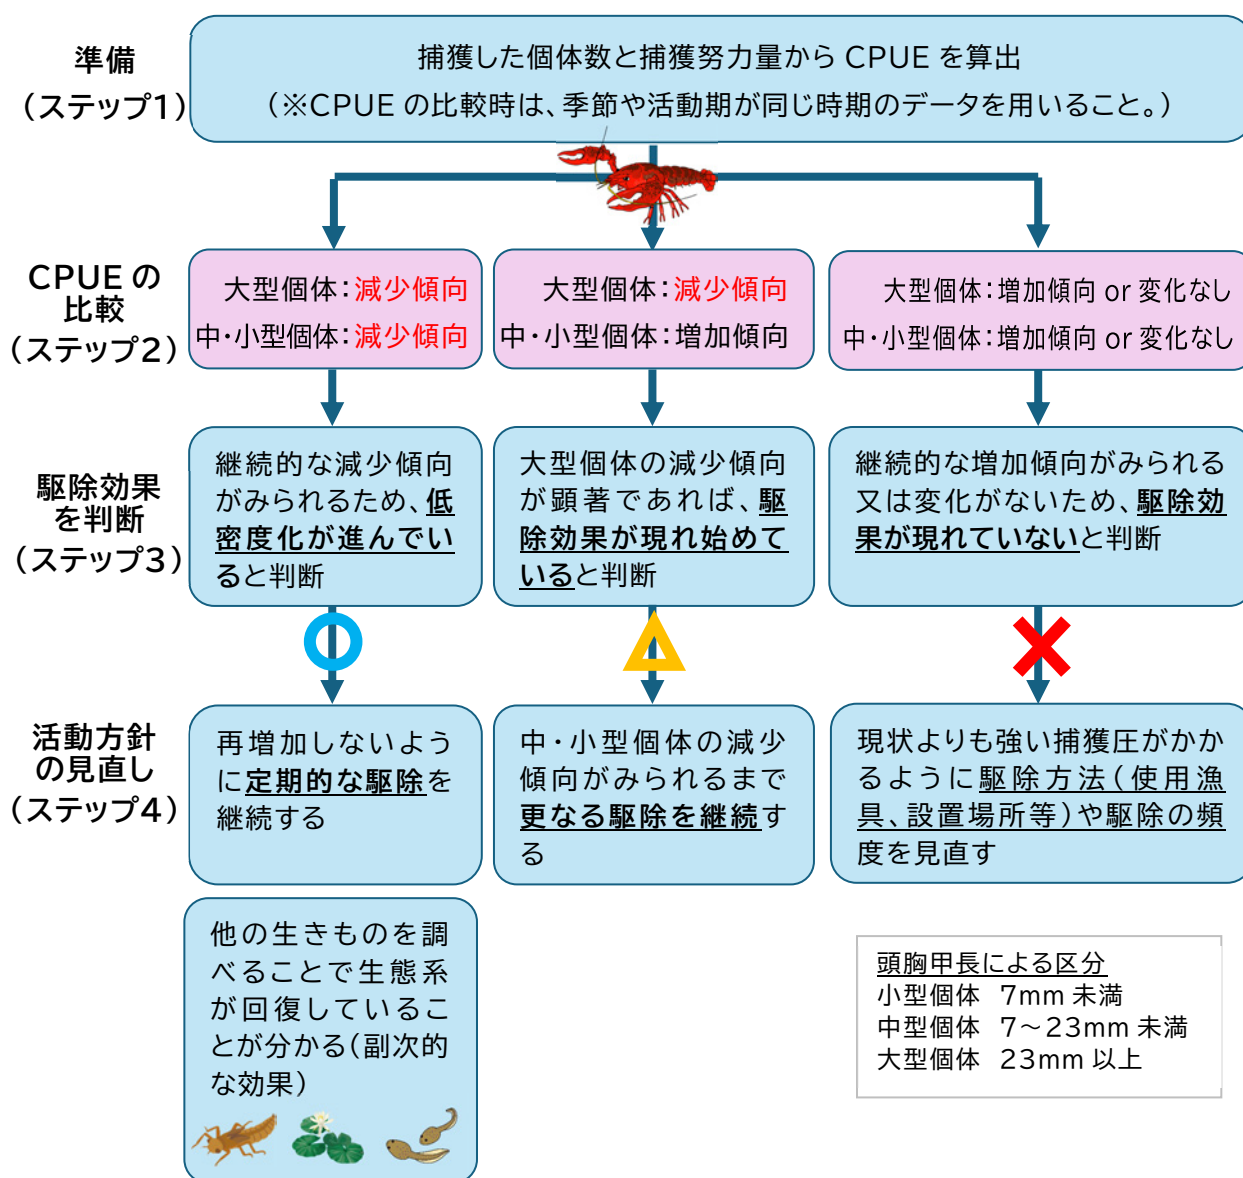 準備
（ステップ1）
捕獲した個体数と捕獲努力量から CPUE を算出
（※CPUE の比較時は、季節や活動期が同じ時期のデータを用いること。）
CPUE の
比較
（ステップ2）
大型個体：減少傾向
中・小型個体：減少傾向
大型個体：減少傾向
中・小型個体：増加傾向
大型個体：増加傾向 or 変化なし
中・小型個体：増加傾向 or 変化なし
駆除効果
を判断
（ステップ3）
継続的な減少傾向
がみられるため、低
密度化が進んでい
ると判断
大型個体の減少傾向
が顕著であれば、駆
除効果が現れ始めて
いると判断
継続的な増加傾向がみられる
又は変化がないため、駆除効
果が現れていないと判断
活動方針
の見直し
（ステップ4）
再増加しないよう
に定期的な駆除を
継続する
中・小型個体の減少
傾向がみられるまで
更なる駆除を継続す
る
現状よりも強い捕獲圧がかか
るように駆除方法（使用漁
具、設置場所等）や駆除の頻
度を見直す
他の生きものを調
べることで生態系
が回復しているこ
とが分かる（副次的
な効果）
頭胸甲長による区分
小型個体 7mm 未満
中型個体 7～23mm 未満
大型個体 23mm 以上